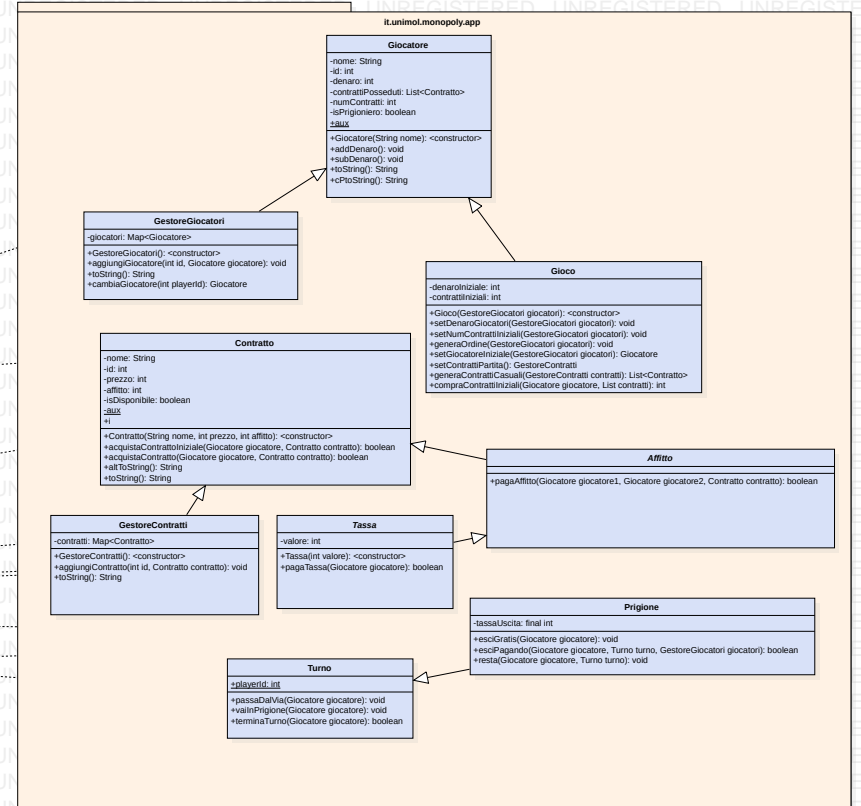 UNREGISTERED UNREGISTERED UNREGISTERED
it.unimol.monopoly.app
Giocatore
-nome: String
-id: int
-denaro: int
-contrattiPosseduti: List<Contratto>
-numContratti: int
-isPrigioniero: boolean
+aux
+Giocatore(String nome): <constructor>
+addDenaro(): void
+subDenaro(): void
+toString(): String
+cPtoString(): String
GestoreGiocatori
-giocatori: Map<Giocatore>
+GestoreGiocatori(): <constructor>
+aggiungiGiocatore(int id, Giocatore giocatore): void
+toString(): String
+cambiaGiocatore(int playerId): Giocatore
Gioco
-denaroIniziale: int
-contrattiIniziali: int
+Gioco(GestoreGiocatori giocatori): <constructor>
+setDenaroGiocatori(GestoreGiocatori giocatori): void
+setNumContrattiIniziali(GestoreGiocatori giocatori): void
+generaOrdine(GestoreGiocatori giocatori): void
+setGiocatoreIniziale(GestoreGiocatori giocatori): Giocatore
+setContrattiPartita(): GestoreContratti
+generaContrattiCasuali(GestoreContratti contratti): List<Contratto>
+compraContrattiIniziali(Giocatore giocatore, List contratti): int
Contratto
-nome: String
-id: int
-prezzo: int
-affitto: int
-isDisponibile: boolean
-aux
+i
+Contratto(String nome, int prezzo, int affitto): <constructor>
+acquistaContrattoIniziale(Giocatore giocatore, Contratto contratto): boolean
+acquistaContratto(Giocatore giocatore, Contratto contratto): boolean
+altToString(): String
+toString(): String
Affitto
+pagaAffitto(Giocatore giocatore1, Giocatore giocatore2, Contratto contratto): boolean
GestoreContratti
-contratti: Map<Contratto>
+GestoreContratti(): <constructor>
+aggiungiContratto(int id, Contratto contratto): void
+toString(): String
Tassa
-valore: int
+Tassa(int valore): <constructor>
+pagaTassa(Giocatore giocatore): boolean
Prigione
-tassaUscita: final int
+esciGratis(Giocatore giocatore): void
+esciPagando(Giocatore giocatore, Turno turno, GestoreGiocatori giocatori): boolean
+resta(Giocatore giocatore, Turno turno): void
Turno
+playerId: int
+passaDalVia(Giocatore giocatore): void
+vaiInPrigione(Giocatore giocatore): void
+terminaTurno(Giocatore giocatore): boolean